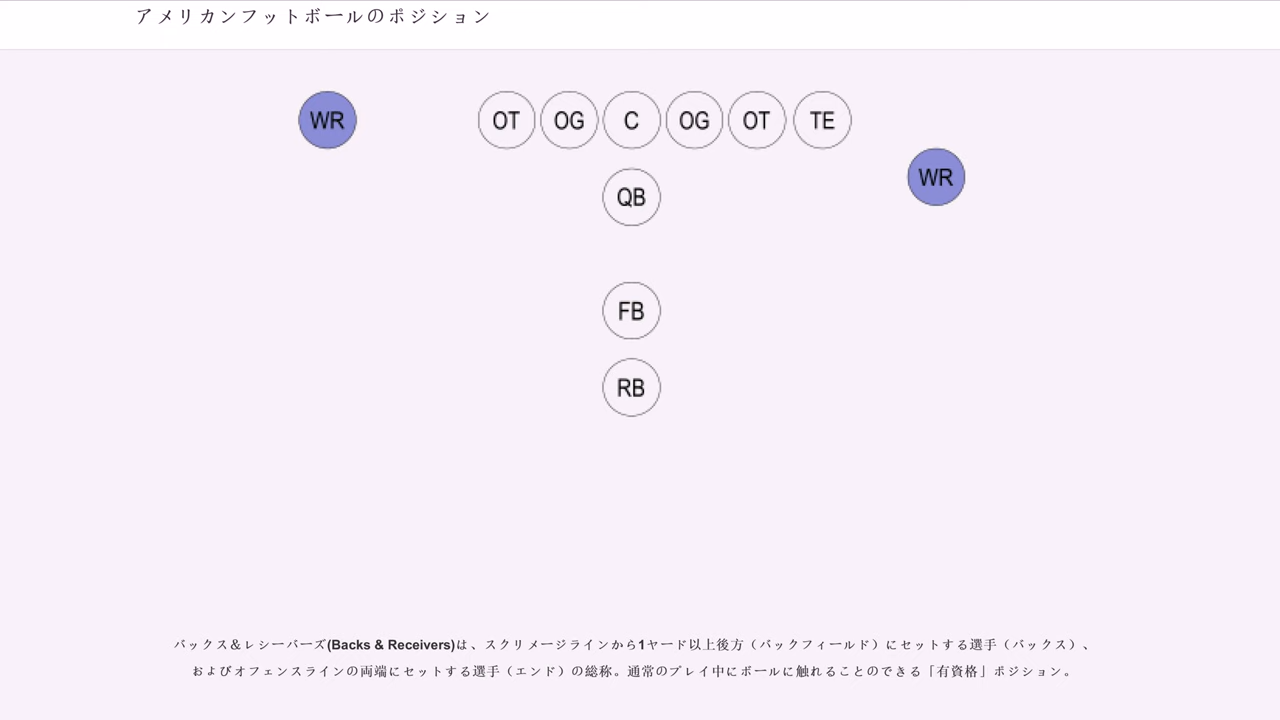 アメリカンフットボールのポジション
WR OT OG C OG OT TE
WR
QB
FB
RB
バックス＆レシーバーズ(Backs & Receivers)は、スクリメージラインから1ヤード以上後方（バックフィールド）にセットする選手（バックス）、
およびオフェンスラインの両端にセットする選手（エンド）の総称。通常のプレイ中にボールに触れることのできる「有資格」ポジション。